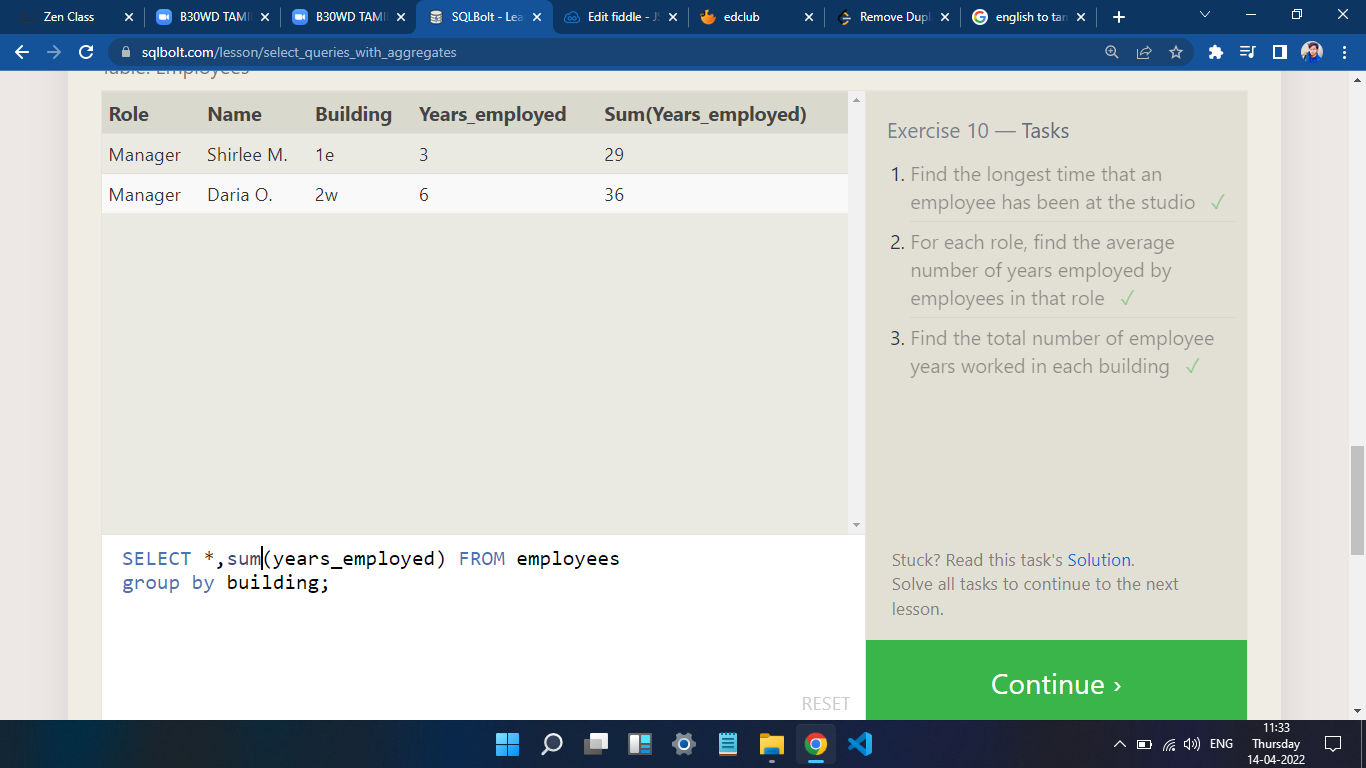 Zen Class
B30WD TAMI
B30WD TAMI
SQLBolt - Lea
Edit fiddle - JS
edclub
Remove Dupl
english to tam
sqlbolt.com/lesson/select_queries_with_aggregates
Table: Employees
Role Name Building Years_employed Sum(Years_employed)
Manager Shirlee M. 1e 3 29
Manager Daria O. 2w 6 36
SELECT *,sum(years_employed) FROM employees
group by building;
RESET
Exercise 10 — Tasks
1. Find the longest time that an
employee has been at the studio ✓
2. For each role, find the average
number of years employed by
employees in that role ✓
3. Find the total number of employee
years worked in each building ✓
Stuck? Read this task's Solution.
Solve all tasks to continue to the next
lesson.
Continue ›
ENG
11:33
Thursday
14-04-2022